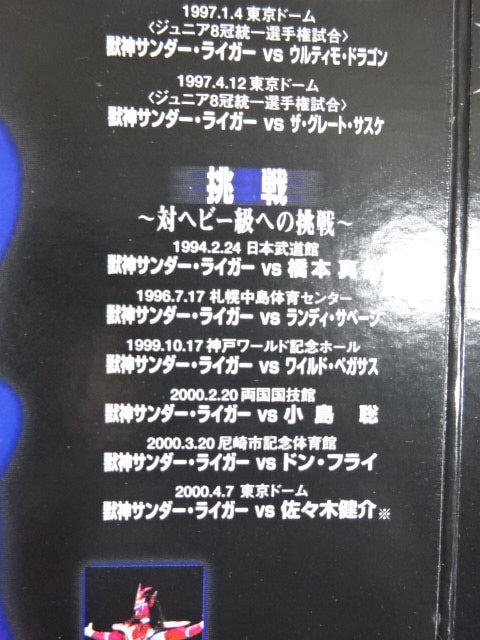 1997.1.4 東京ドーム
〈ジュニア8冠統一選手権試合〉
獣神サンダー・ライガー vs ウルティモ・ドラゴン
1997.4.12 東京ドーム
〈ジュニア8冠統一選手権試合〉
獣神サンダー・ライガー vs ザ・グレート・サスケ
挑 戦
～対ヘビー級への挑戦～
1994.2.24 日本武道館
獣神サンダー・ライガー vs 橋本 真
1996.7.17 札幌中島体育センター
獣神サンダー・ライガー vs ランディ・サベージ
1999.10.17 神戸ワールド記念ホール
獣神サンダー・ライガー vs ワイルド・ペガサス
2000.2.20 両国国技館
獣神サンダー・ライガー vs 小島 聡
2000.3.20 尼崎市記念体育館
獣神サンダー・ライガー vs ドン・フライ
2000.4.7 東京ドーム
獣神サンダー・ライガー vs 佐々木健介※